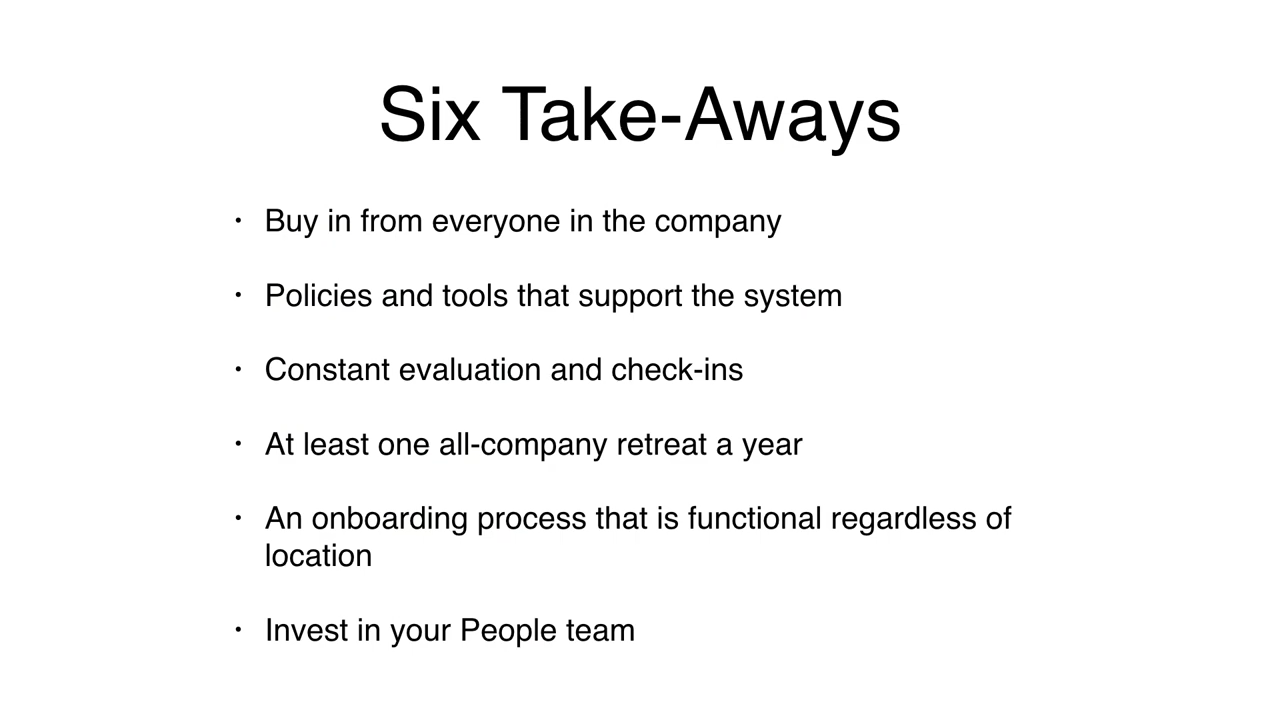 Six Take-Aways
• Buy in from everyone in the company
• Policies and tools that support the system
• Constant evaluation and check-ins
• At least one all-company retreat a year
• An onboarding process that is functional regardless of
location
• Invest in your People team